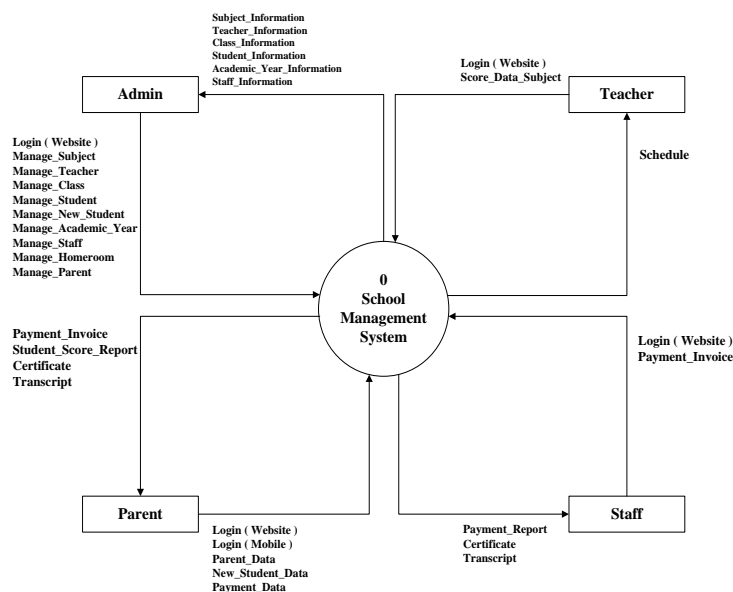 Subject_Information
Teacher_Information
Class_Information
Student_Information
Academic_Year_Information
Staff_Information
Admin
Login ( Website )
Score_Data_Subject
Teacher
Schedule
Login ( Website )
Manage_Subject
Manage_Teacher
Manage_Class
Manage_Student
Manage_New_Student
Manage_Academic_Year
Manage_Staff
Manage_Homeroom
Manage_Parent
0
School
Management
System
Payment_Invoice
Student_Score_Report
Certificate
Transcript
Login ( Website )
Payment_Invoice
Parent
Login ( Website )
Login ( Mobile )
Parent_Data
New_Student_Data
Payment_Data
Payment_Report
Certificate
Transcript
Staff